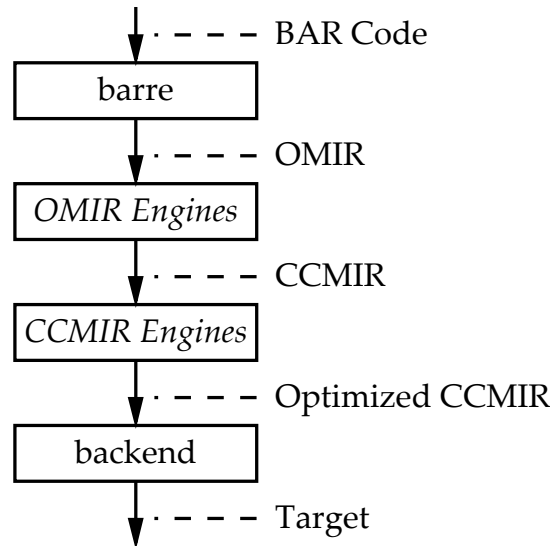 BAR Code
barre
OMIR
OMIR Engines
CCMIR
CCMIR Engines
Optimized CCMIR
backend
Target